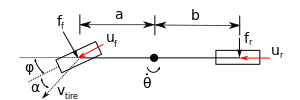 a
b
f_f
u_f
f_r
u_r
φ
α
v_tire
θ̇